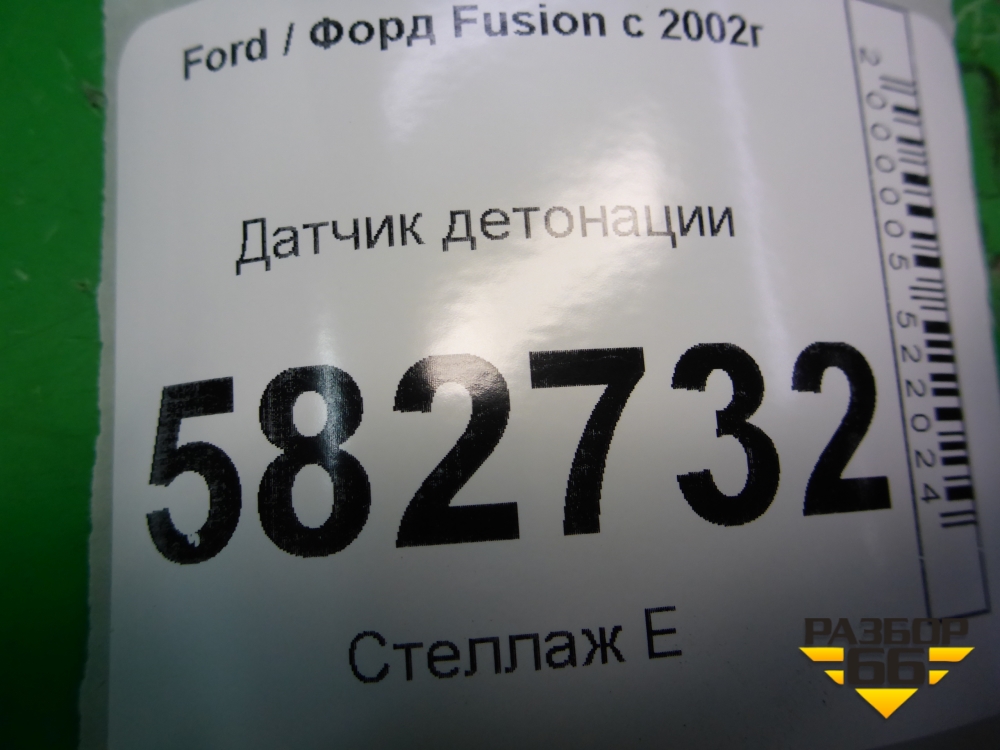 Ford / Форд Fusion с 2002г
Датчик детонации
582732
Стеллаж Е
2000005522024
РАЗБОР
66